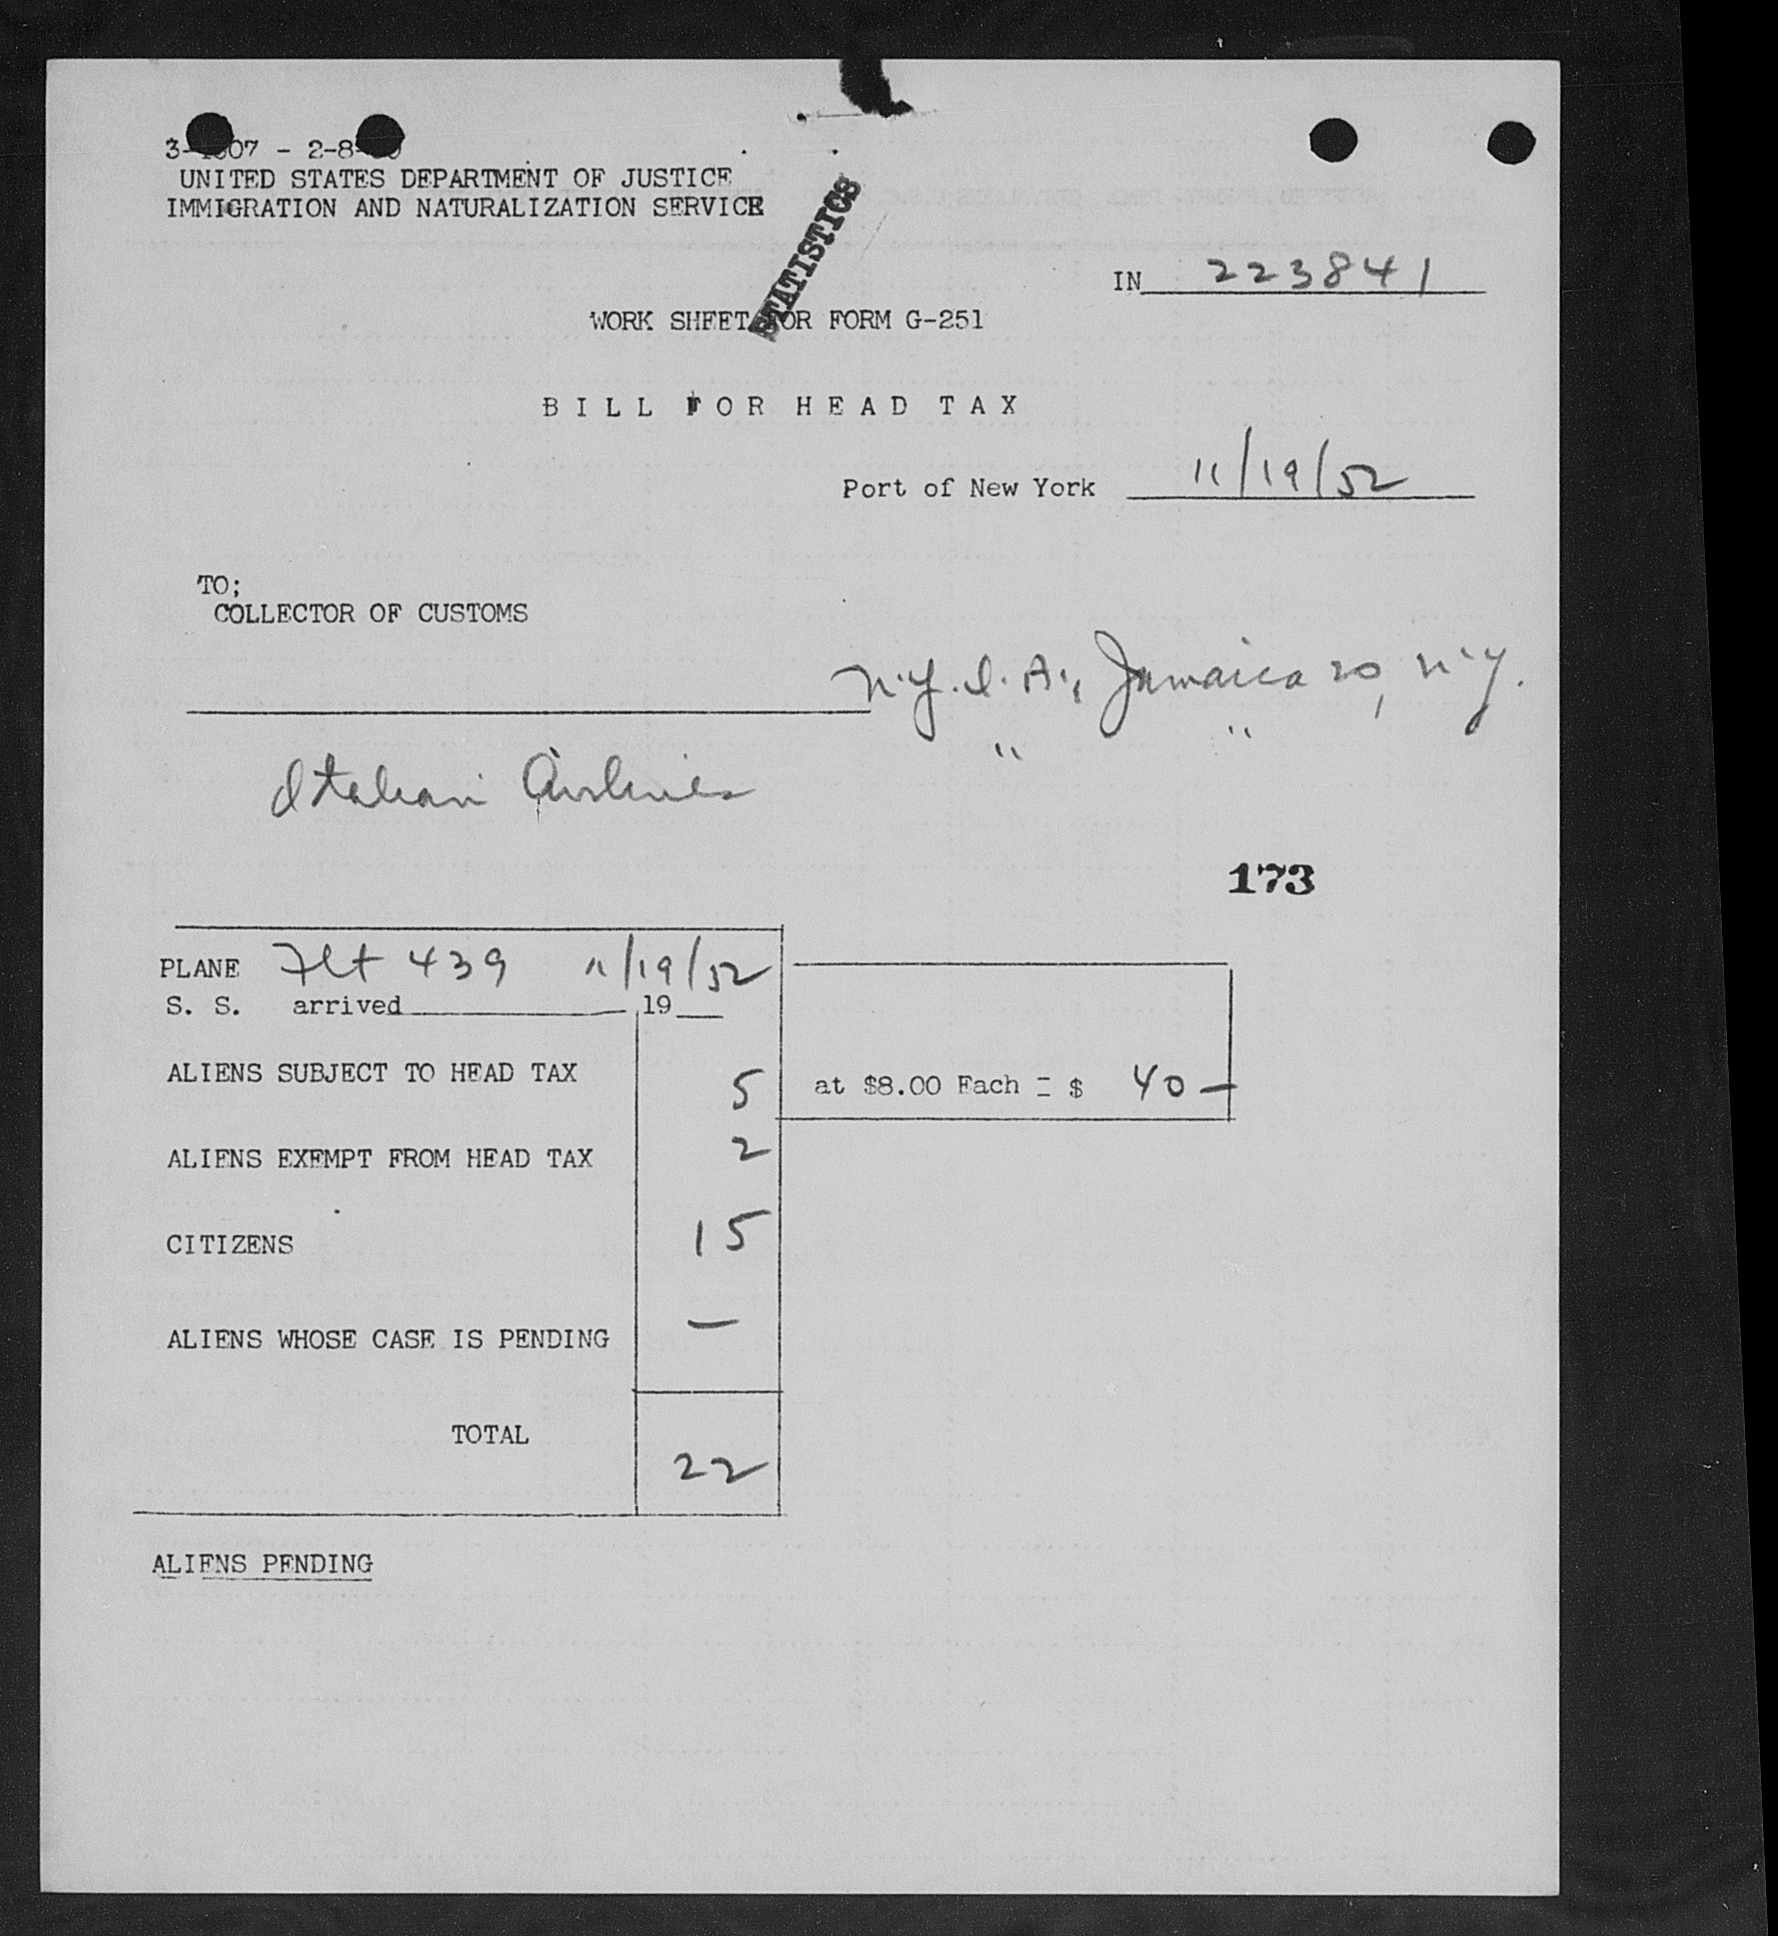 UNITED STATES DEPARTMENT OF JUSTICE
IMMIGRATION AND NATURALIZATION SERVICE
STATISTICS
IN 223841
WORK SHEET FOR FORM G-251
BILL FOR HEAD TAX
Port of New York 11/19/52
TO;
COLLECTOR OF CUSTOMS
N.Y.I.A., Jamaica 20, N.Y.
" "
Italian Airlines
173
PLANE Flt 439 11/19/52
S. S. arrived 19
ALIENS SUBJECT TO HEAD TAX 5 at $8.00 Each = $ 40 —
ALIENS EXEMPT FROM HEAD TAX 2
CITIZENS 15
ALIENS WHOSE CASE IS PENDING —
TOTAL 22
ALIENS PENDING